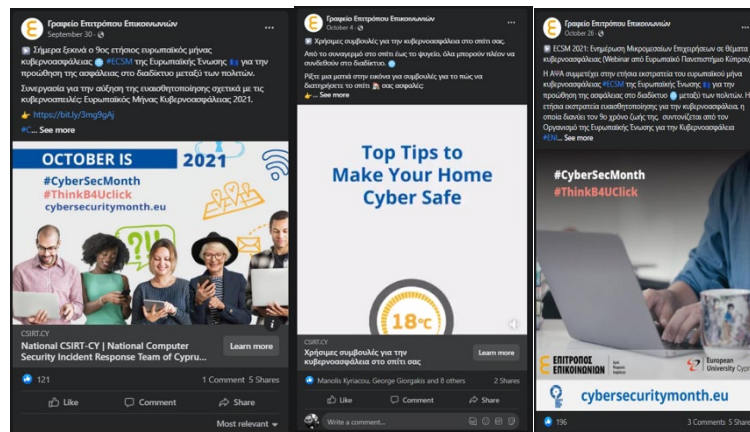 Γραφείο Επιτρόπου Επικοινωνιών
September 30
Σήμερα ξεκινά ο 9ος ετήσιος ευρωπαϊκός μήνας
κυβερνοασφάλειας #ECSM της Ευρωπαϊκής Ένωσης για την
προώθηση της ασφάλειας στο διαδίκτυο μεταξύ των πολιτών.
Συνεργασία για την αύξηση της ευαισθητοποίησης σχετικά με τις
κυβερνοαπειλές: Ευρωπαϊκός Μήνας Κυβερνοασφάλειας 2021.
https://bit.ly/3mg9gAj
#C... See more
OCTOBER IS 2021
#CyberSecMonth
#ThinkB4Uclick
cybersecuritymonth.eu
CSIRT.CY
National CSIRT-CY | National Computer
Security Incident Response Team of Cypru...
Learn more
121
1 Comment 5 Shares
Like Comment Share
Most relevant
Γραφείο Επιτρόπου Επικοινωνιών
October 4
Χρήσιμες συμβουλές για την κυβερνοασφάλεια στο σπίτι σας.
Από το συναγερμό στο σπίτι έως το ψυγείο, όλα μπορούν πλέον να
συνδεθούν στο διαδίκτυο.
Ρίξτε μια ματιά στην εικόνα για συμβουλές για το πώς να
διατηρήσετε το σπίτι σας ασφαλές:
... See more
Top Tips to
Make Your Home
Cyber Safe
18°C
CSIRT.CY
Χρήσιμες συμβουλές για την
κυβερνοασφάλεια στο σπίτι σας
Learn more
Manolis Kyriacou, George Giorgakis and 8 others
2 Shares
Like Comment Share
Write a comment...
Γραφείο Επιτρόπου Επικοινωνιών
October 26
ECSM 2021: Ενημέρωση Μικρομεσαίων Επιχειρήσεων σε θέματα
κυβερνοασφάλειας (Webinar από Ευρωπαϊκό Πανεπιστήμιο Κύπρου)
Η ΑΨΑ συμμετέχει στην ετήσια εκστρατεία του ευρωπαϊκού μήνα
κυβερνοασφάλειας #ECSM της Ευρωπαϊκής Ένωσης για την
προώθηση της ασφάλειας στο διαδίκτυο μεταξύ των πολιτών. Η
ετήσια εκστρατεία ευαισθητοποίησης για την κυβερνοασφάλεια, η
οποία διανύει τον 9ο χρόνο ζωής της, συντονίζεται από τον
Οργανισμό της Ευρωπαϊκής Ένωσης για την Κυβερνοασφάλεια
#ENI... See more
#CyberSecMonth
#ThinkB4UClick
ΕΠΙΤΡΟΠΟΣ
ΕΠΙΚΟΙΝΩΝΙΩΝ
European
University Cypr
cybersecuritymonth.eu
196
3 Comments 5 Shar